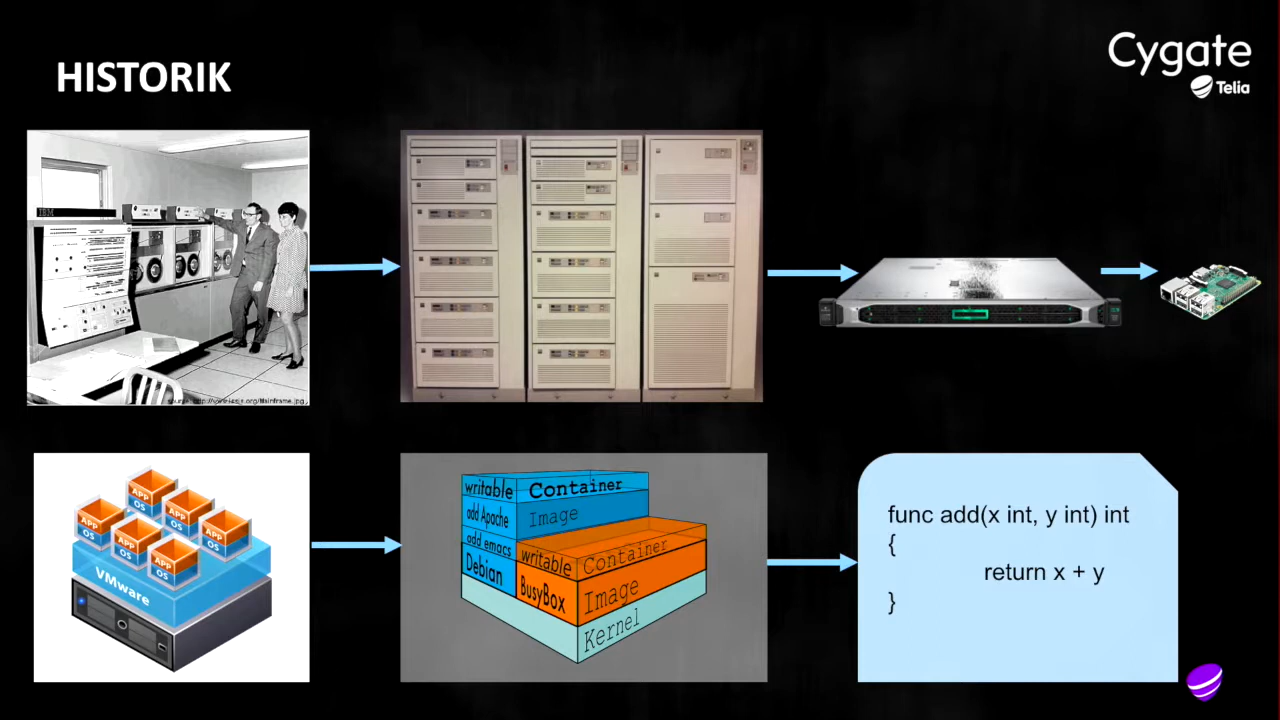 HISTORIK
Cygate
Telia
IBM
APP
OS
APP
OS
APP
OS
APP
OS
APP
OS
APP
OS
VMware
writable
Container
add Apache
Image
add emacs
Debian
writable
Container
BusyBox
Image
Kernel
func add(x int, y int) int
{
return x + y
}